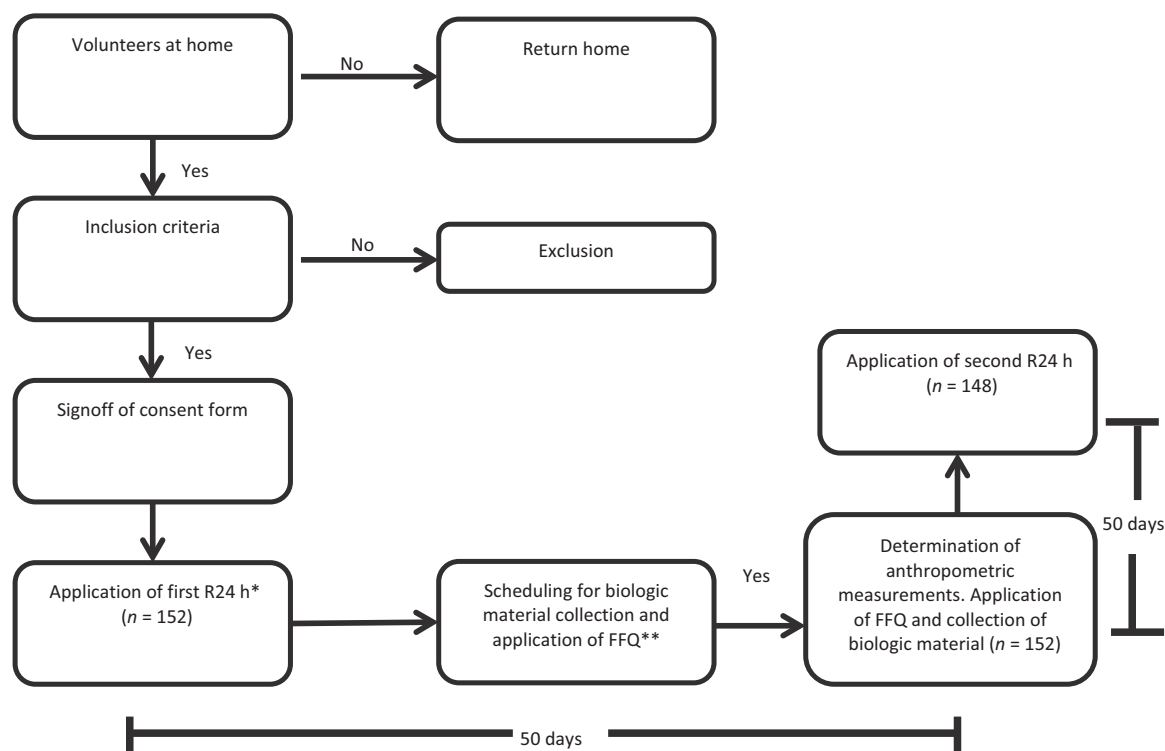 Volunteers at home
No
Return home
Yes
Inclusion criteria
No
Exclusion
Yes
Signoff of consent form
Application of first R24 h*
(n = 152)
Scheduling for biologic
material collection and
application of FFQ**
Yes
Determination of
anthropometric
measurements. Application
of FFQ and collection of
biologic material (n = 152)
Application of second R24 h
(n = 148)
50 days
50 days